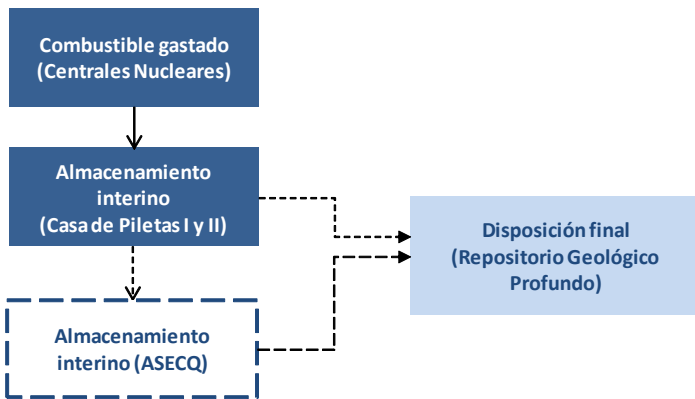 Combustible gastado
(Centrales Nucleares)
Almacenamiento
interino
(Casa de Piletas I y II)
Disposición final
(Repositorio Geológico
Profundo)
Almacenamiento
interino (ASECQ)